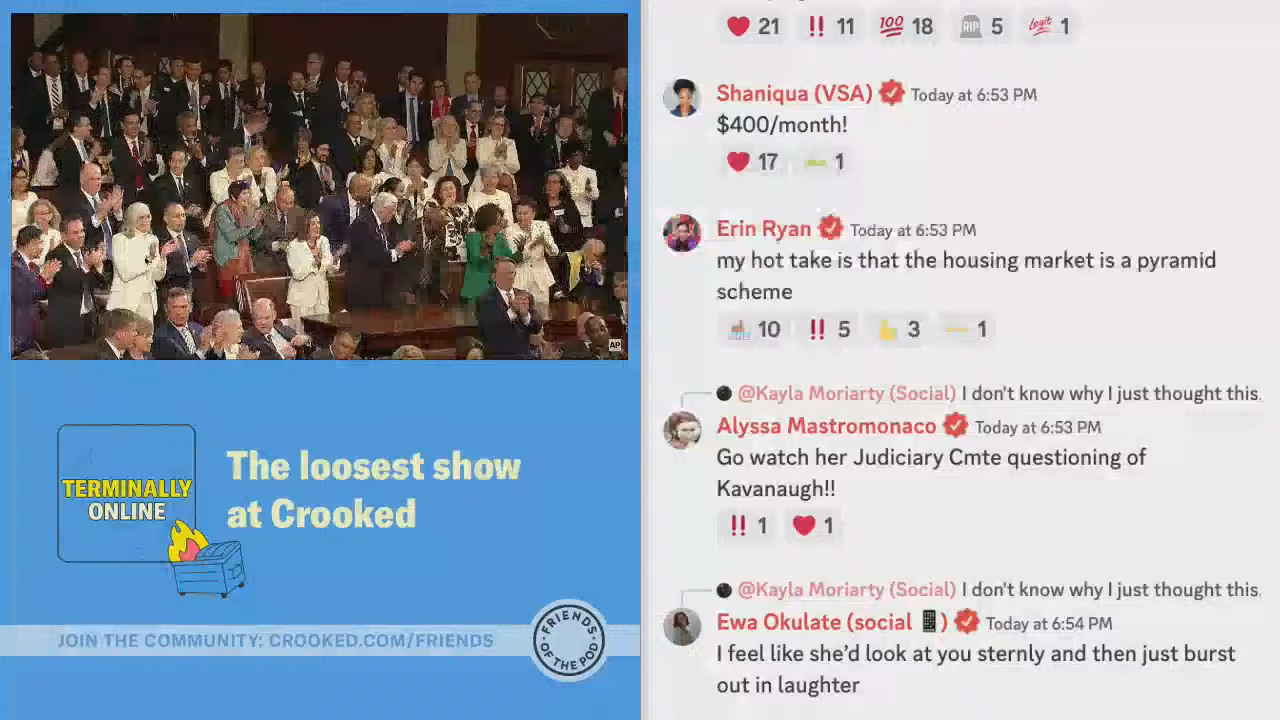 AP
TERMINALLY
ONLINE
The loosest show
at Crooked
JOIN THE COMMUNITY: CROOKED.COM/FRIENDS
·FRIENDS·
OF THE POD
21 11 100 18 RIP 5 Legit 1
Shaniqua (VSA) Today at 6:53 PM
$400/month!
17 1
Erin Ryan Today at 6:53 PM
my hot take is that the housing market is a pyramid
scheme
10 5 3 1
@Kayla Moriarty (Social) I don't know why I just thought this
Alyssa Mastromonaco Today at 6:53 PM
Go watch her Judiciary Cmte questioning of
Kavanaugh!!
1 1
@Kayla Moriarty (Social) I don't know why I just thought this
Ewa Okulate (social 📱) Today at 6:54 PM
I feel like she'd look at you sternly and then just burst
out in laughter